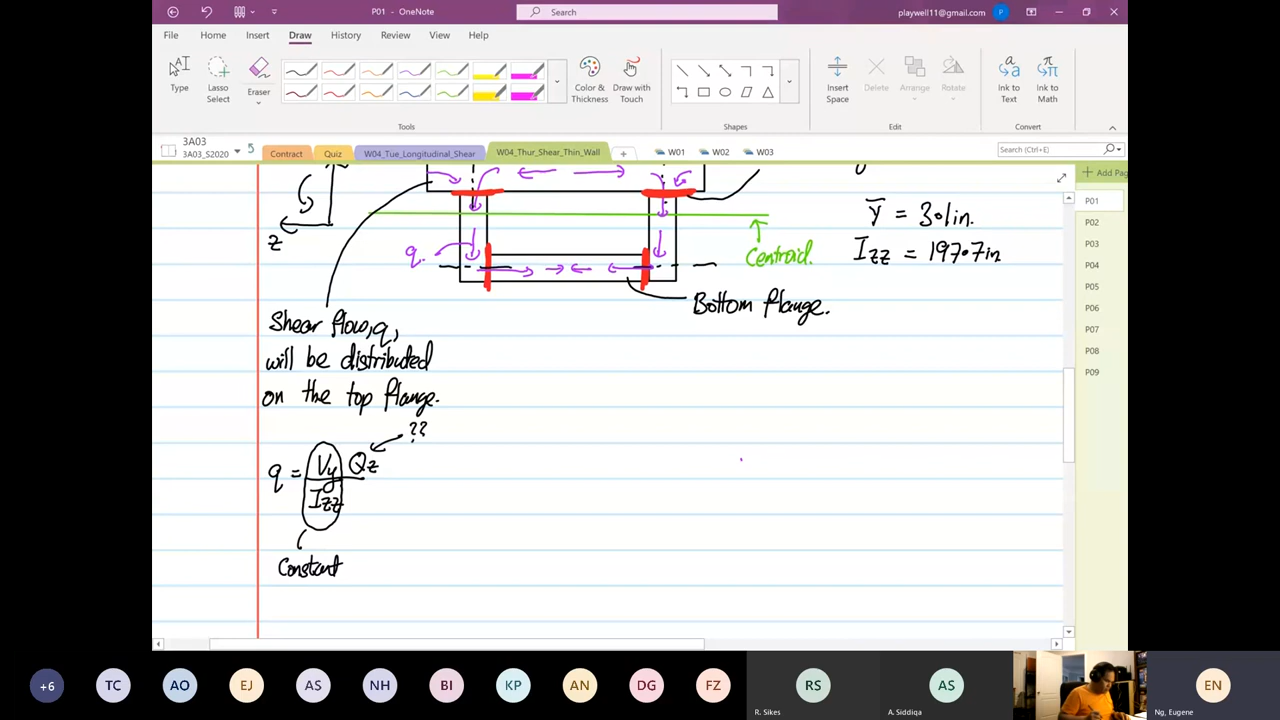 P01 - OneNote
Search
playwell11@gmail.com
P
File Home Insert Draw History Review View Help
Type
Lasso Select
Eraser
Color & Thickness
Draw with Touch
Insert Space
Delete
Arrange
Rotate
Ink to Text
Ink to Math
Tools
Shapes
Edit
Convert
3A03
3A03_S2020
5
Contract
Quiz
W04_Tue_Longitudinal_Shear
W04_Thur_Shear_Thin_Wall
W01
W02
W03
Search (Ctrl+E)
Add Pag
P01
P02
P03
P04
P05
P06
P07
P08
P09
z
q.
Centroid.
Y̅ = 3.01in.
Izz = 197.07in
Bottom flange.
Shear flow, q,
will be distributed
on the top flange.
??
q = Vy Qz
Izz
Constant
+6 TC AO EJ AS NH BI KP AN DG FZ RS AS EN
R. Sikes
A. Siddiqa
Ng, Eugene